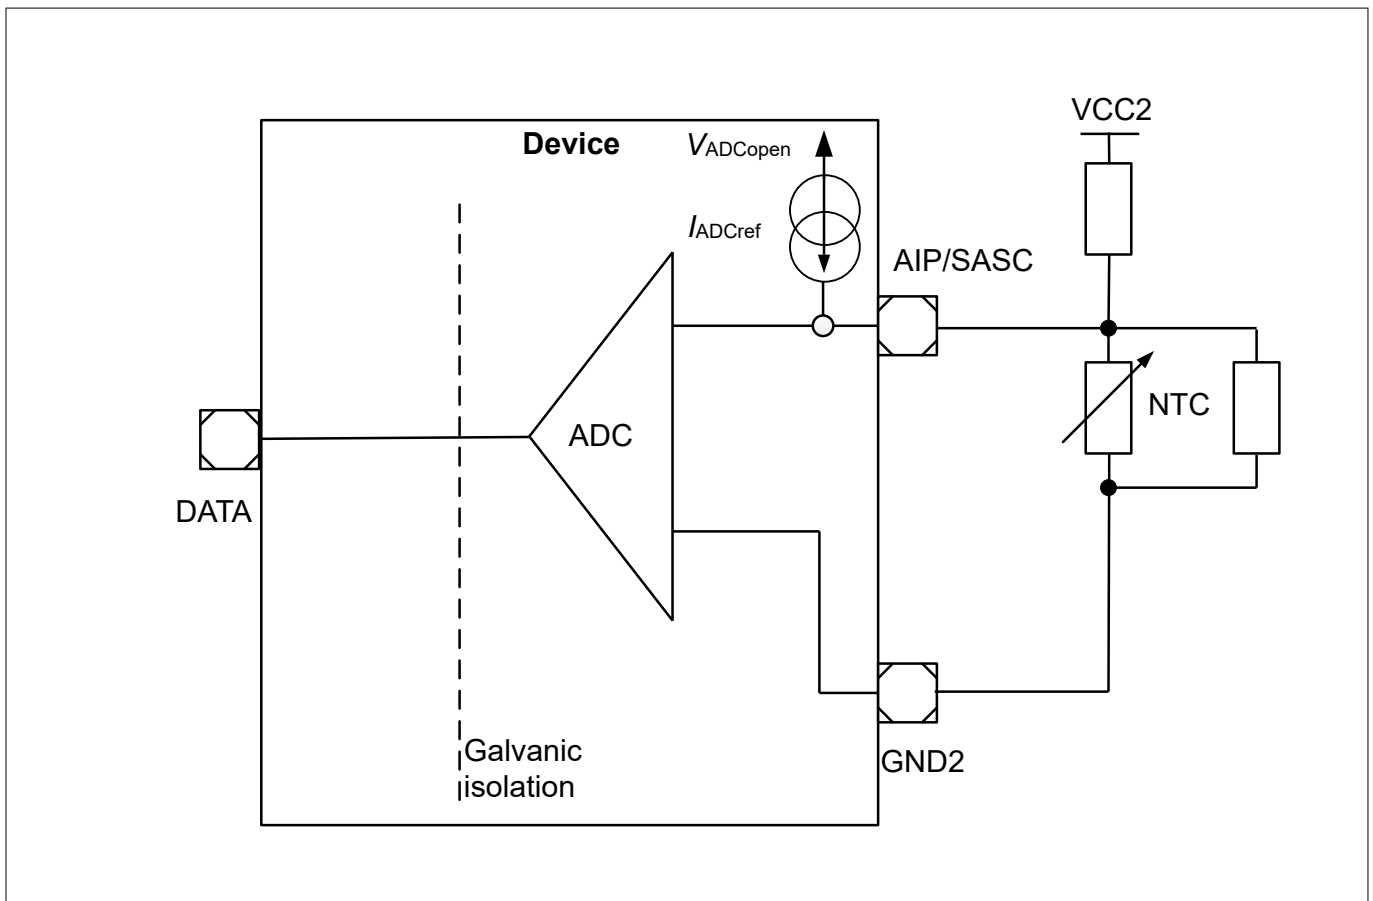 VCC2
Device
VADCopen
IADCref
AIP/SASC
NTC
ADC
DATA
Galvanic
isolation
GND2